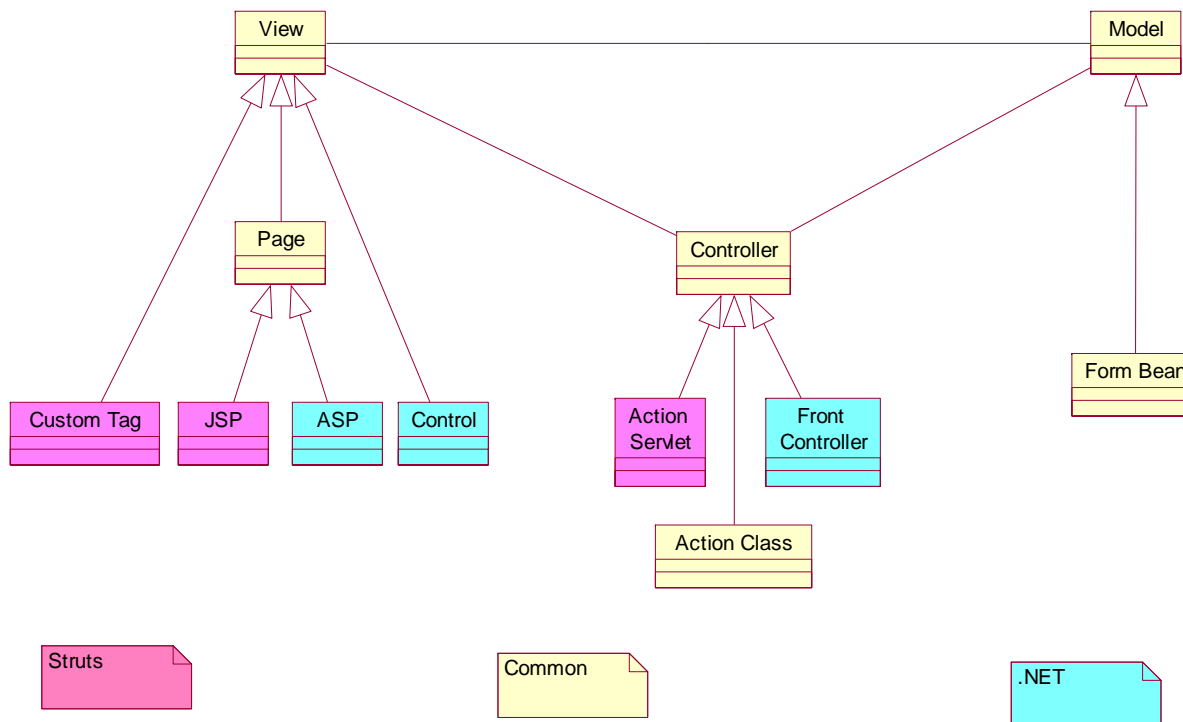 View
Model
Page
Controller
Form Bean
Custom Tag
JSP
ASP
Control
Action
Servlet
Front
Controller
Action Class
Struts
Common
.NET